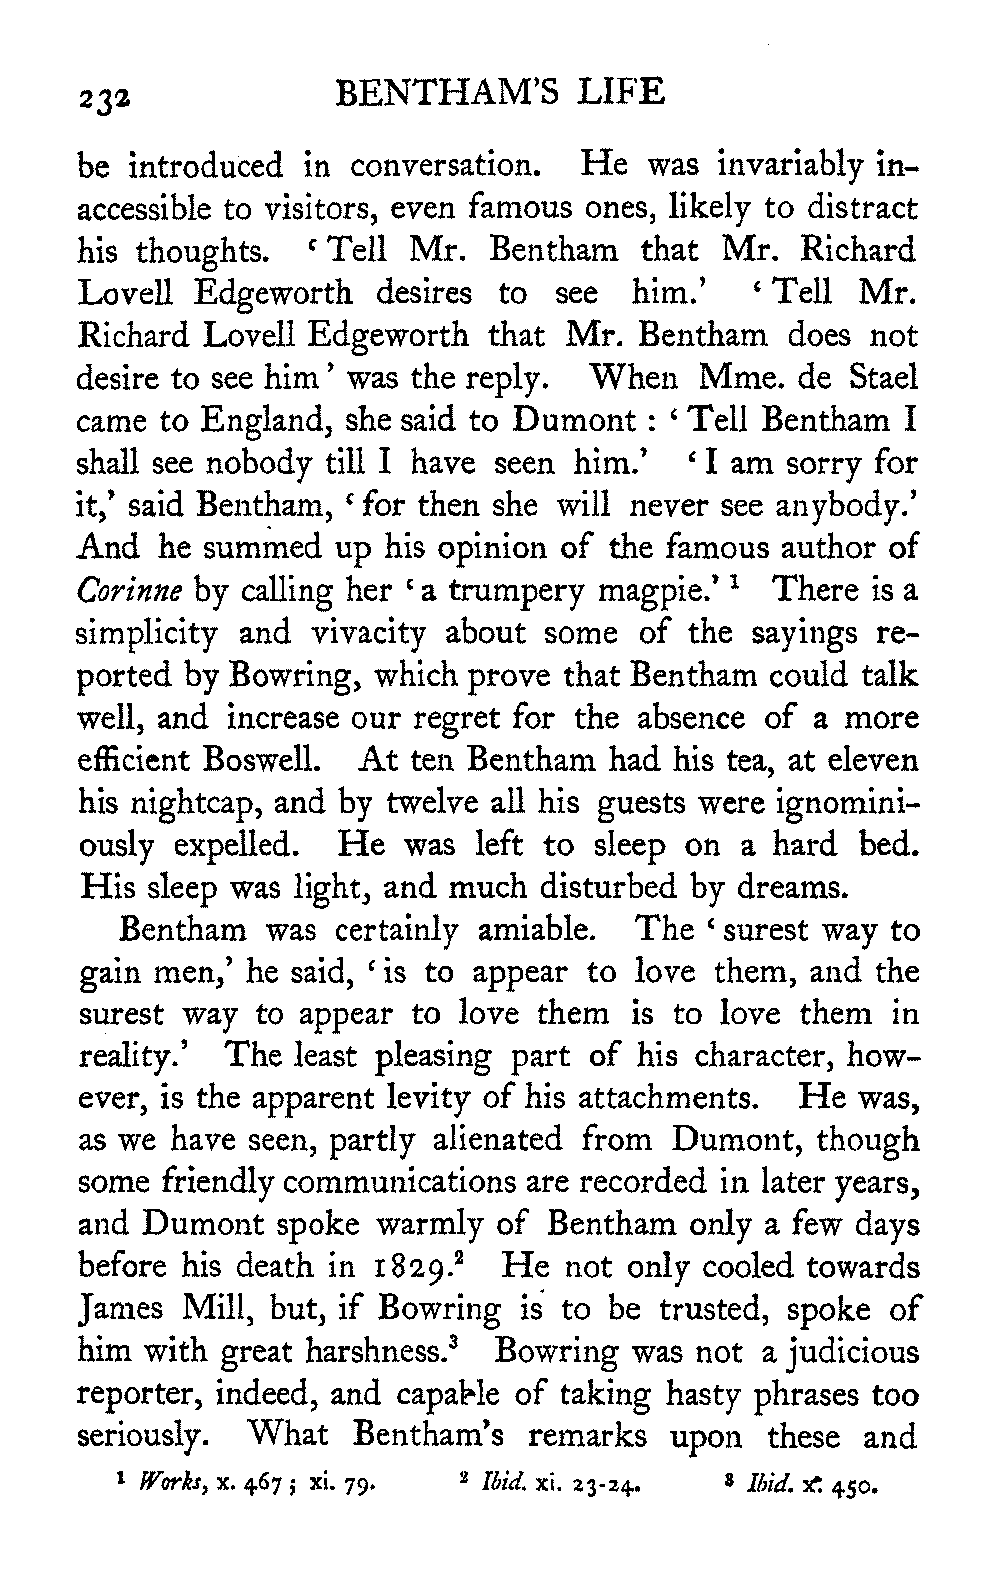 232 BENTHAM'S LIFE
be introduced in conversation. He was invariably in-
accessible to visitors, even famous ones, likely to distract
his thoughts. ‘Tell Mr. Bentham that Mr. Richard
Lovell Edgeworth desires to see him.’ ‘Tell Mr.
Richard Lovell Edgeworth that Mr. Bentham does not
desire to see him’ was the reply. When Mme. de Stael
came to England, she said to Dumont : ‘Tell Bentham I
shall see nobody till I have seen him.’ ‘I am sorry for
it,’ said Bentham, ‘for then she will never see anybody.’
And he summed up his opinion of the famous author of
Corinne by calling her ‘a trumpery magpie.’¹ There is a
simplicity and vivacity about some of the sayings re-
ported by Bowring, which prove that Bentham could talk
well, and increase our regret for the absence of a more
efficient Boswell. At ten Bentham had his tea, at eleven
his nightcap, and by twelve all his guests were ignomini-
ously expelled. He was left to sleep on a hard bed.
His sleep was light, and much disturbed by dreams.
Bentham was certainly amiable. The ‘surest way to
gain men,’ he said, ‘is to appear to love them, and the
surest way to appear to love them is to love them in
reality.’ The least pleasing part of his character, how-
ever, is the apparent levity of his attachments. He was,
as we have seen, partly alienated from Dumont, though
some friendly communications are recorded in later years,
and Dumont spoke warmly of Bentham only a few days
before his death in 1829.² He not only cooled towards
James Mill, but, if Bowring is to be trusted, spoke of
him with great harshness.³ Bowring was not a judicious
reporter, indeed, and capable of taking hasty phrases too
seriously. What Bentham's remarks upon these and
¹ Works, x. 467 ; xi. 79. ² Ibid. xi. 23-24. ³ Ibid. x. 450.